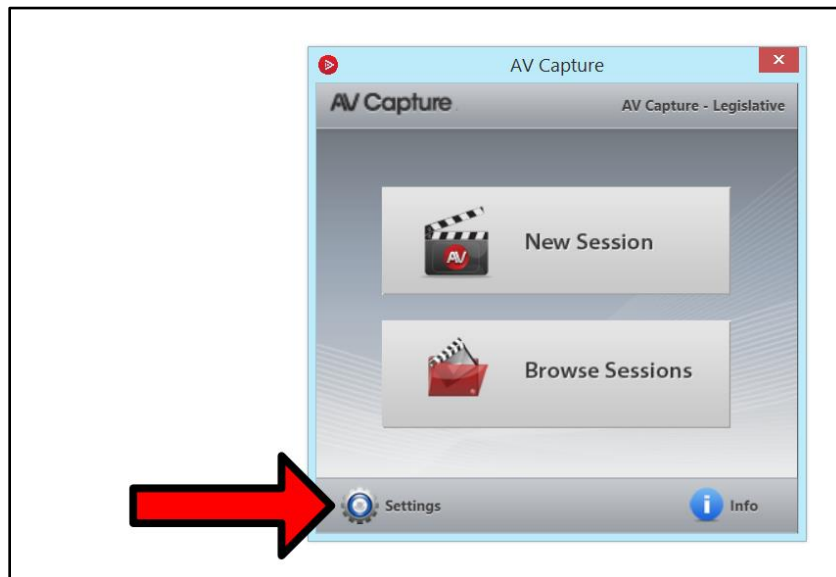 AV Capture
x
AV Capture
AV Capture - Legislative
New Session
AV
Browse Sessions
Settings
i Info